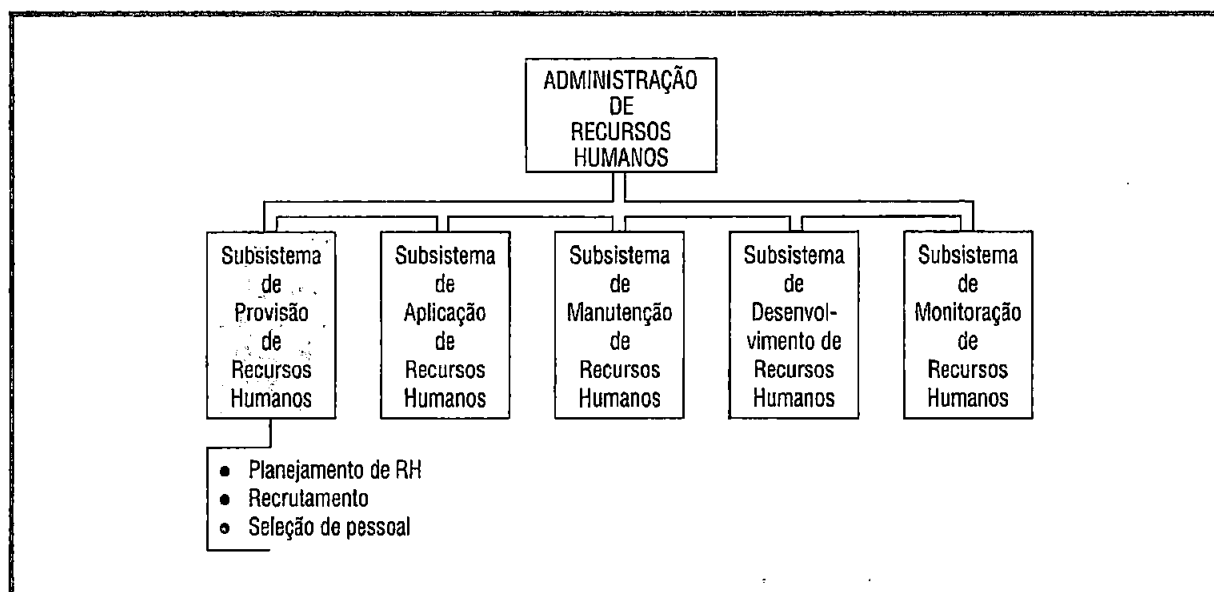 ADMINISTRAÇÃO
DE
RECURSOS
HUMANOS
Subsistema
de
Provisão
de
Recursos
Humanos
Subsistema
de
Aplicação
de
Recursos
Humanos
Subsistema
de
Manutenção
de
Recursos
Humanos
Subsistema
de
Desenvol-
vimento de
Recursos
Humanos
Subsistema
de
Monitoração
de
Recursos
Humanos
• Planejamento de RH
• Recrutamento
• Seleção de pessoal